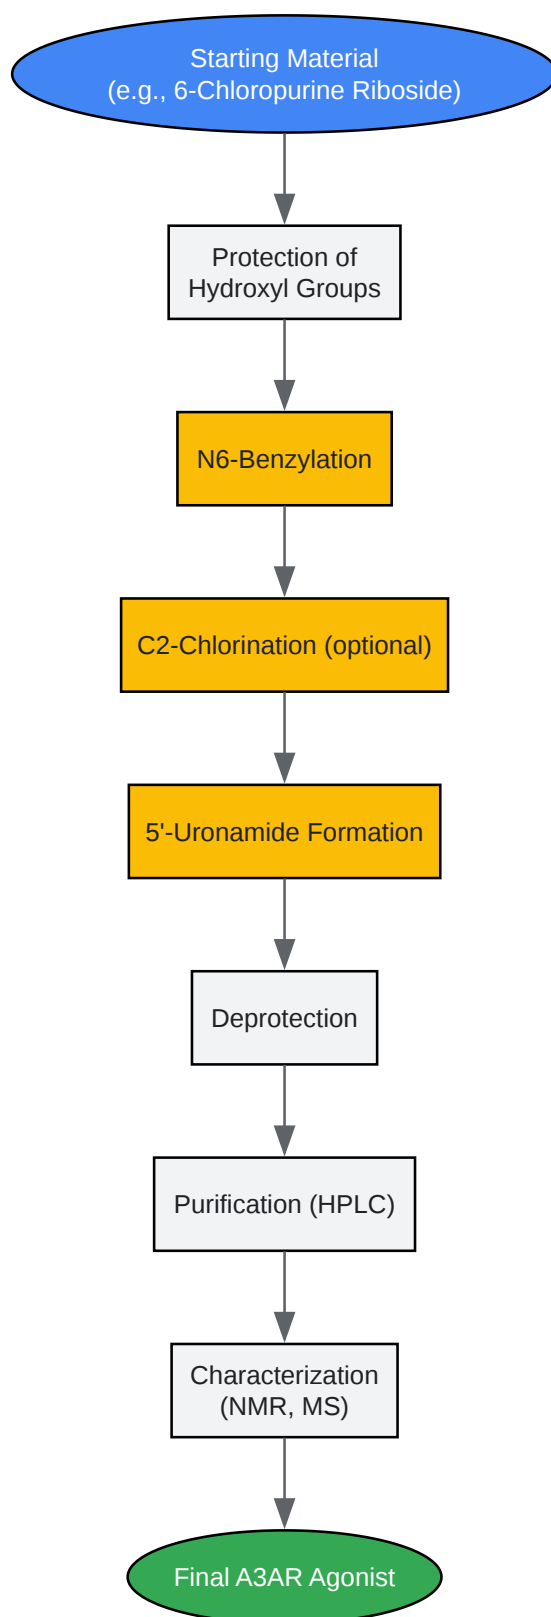 Starting Material
(e.g., 6-Chloropurine Riboside)
Protection of
Hydroxyl Groups
N6-Benzylation
C2-Chlorination (optional)
5'-Uronamide Formation
Deprotection
Purification (HPLC)
Characterization
(NMR, MS)
Final A3AR Agonist